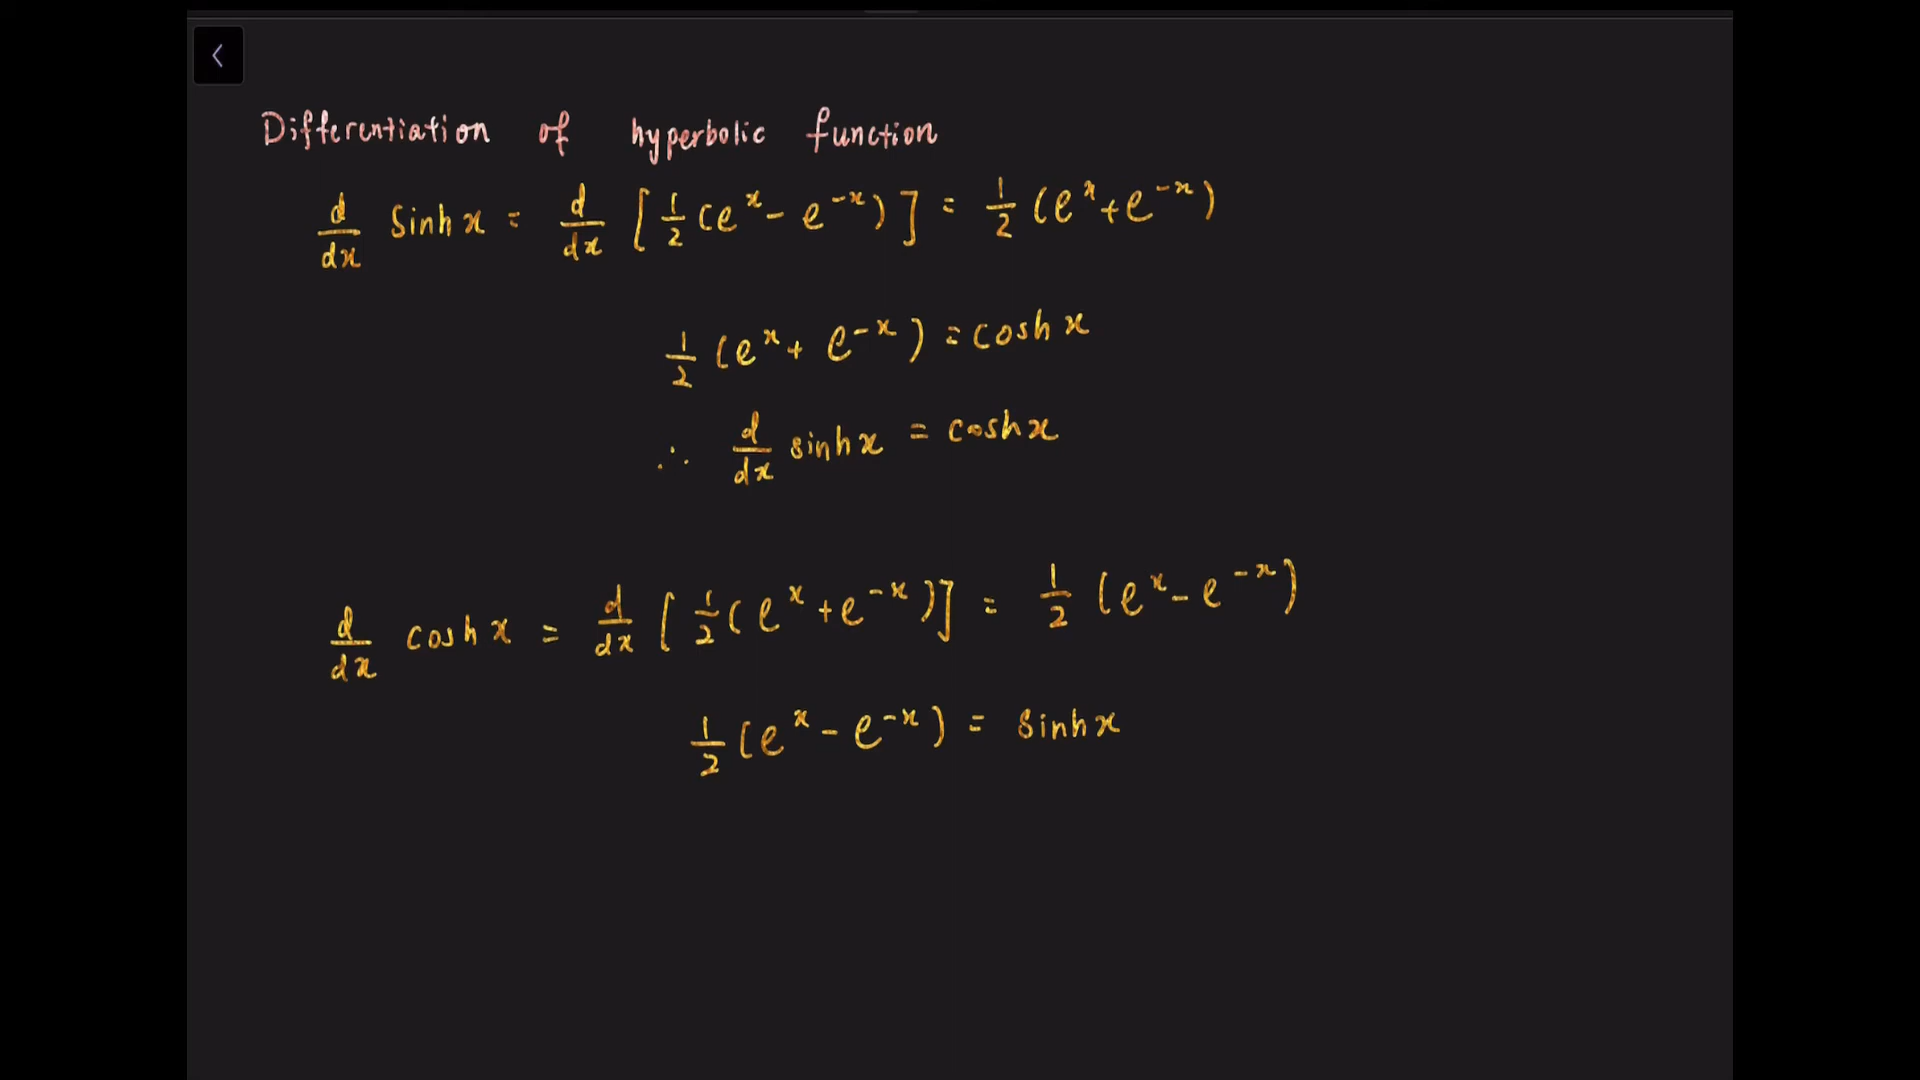 Differentiation of hyperbolic function
d/dx Sinh x = d/dx [1/2 (e^x - e^-x)] = 1/2 (e^x + e^-x)
1/2 (e^x + e^-x) = cosh x
∴ d/dx sinh x = cosh x
d/dx cosh x = d/dx [1/2 (e^x + e^-x)] = 1/2 (e^x - e^-x)
1/2 (e^x - e^-x) = sinh x